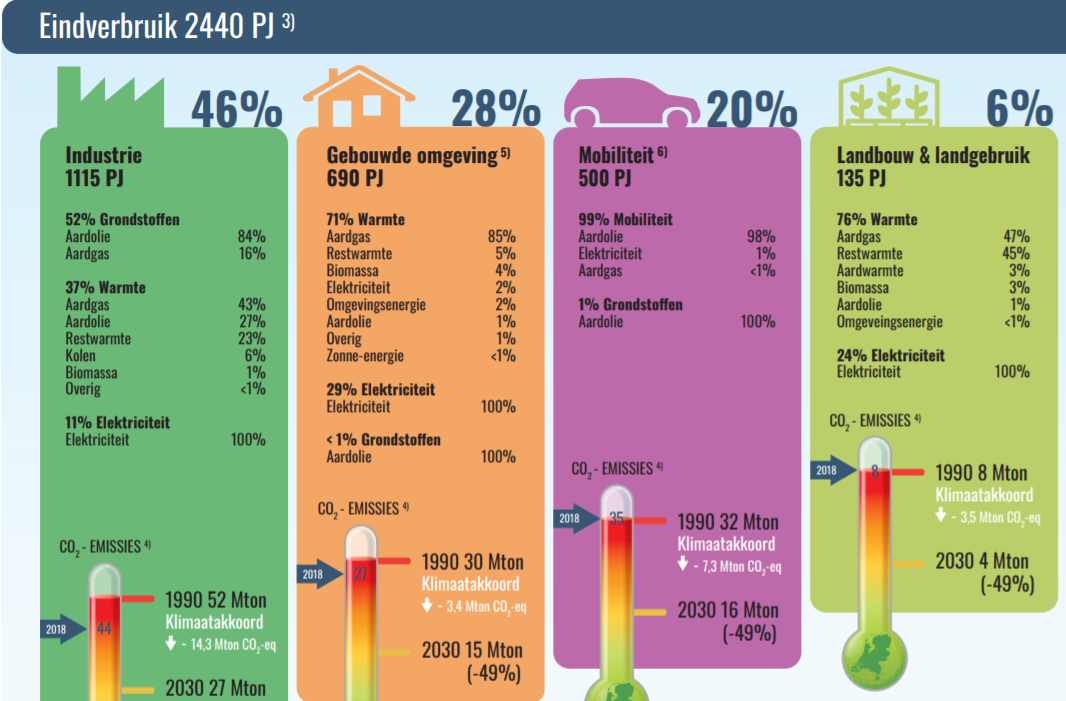 Eindverbruik 2440 PJ 3)
46%
Industrie
1115 PJ
52% Grondstoffen
Aardolie 84%
Aardgas 16%
37% Warmte
Aardgas 43%
Aardolie 27%
Restwarmte 23%
Kolen 6%
Biomassa 1%
Overig <1%
11% Elektriciteit
Elektriciteit 100%
CO2 - EMISSIES 4)
2018
44
1990 52 Mton
Klimaatakkoord
- 14,3 Mton CO2-eq
2030 27 Mton
28%
Gebouwde omgeving 5)
690 PJ
71% Warmte
Aardgas 85%
Restwarmte 5%
Biomassa 4%
Elektriciteit 2%
Omgevingsenergie 2%
Aardolie 1%
Overig 1%
Zonne-energie <1%
29% Elektriciteit
Elektriciteit 100%
< 1% Grondstoffen
Aardolie 100%
CO2 - EMISSIES 4)
2018
27
1990 30 Mton
Klimaatakkoord
- 3,4 Mton CO2-eq
2030 15 Mton
(-49%)
20%
Mobiliteit 6)
500 PJ
99% Mobiliteit
Aardolie 98%
Elektriciteit 1%
Aardgas <1%
1% Grondstoffen
Aardolie 100%
CO2 - EMISSIES 4)
2018
35
1990 32 Mton
Klimaatakkoord
- 7,3 Mton CO2-eq
2030 16 Mton
(-49%)
6%
Landbouw & landgebruik
135 PJ
76% Warmte
Aardgas 47%
Restwarmte 45%
Aardwarmte 3%
Biomassa 3%
Aardolie 1%
Omgeveingsenergie <1%
24% Elektriciteit
Elektriciteit 100%
CO2 - EMISSIES 4)
2018
8
1990 8 Mton
Klimaatakkoord
- 3,5 Mton CO2-eq
2030 4 Mton
(-49%)